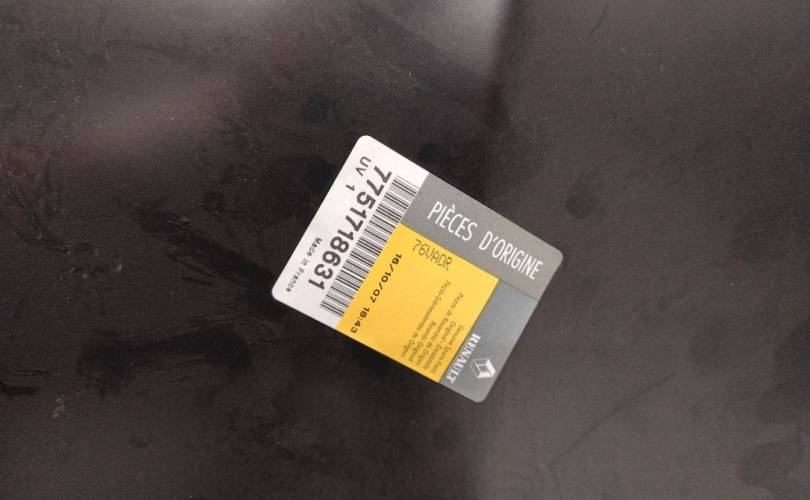 PIÈCES D'ORIGINE
RENAULT
76VADR
16/10/07 18:43
7751718631
UV 1
Made in France